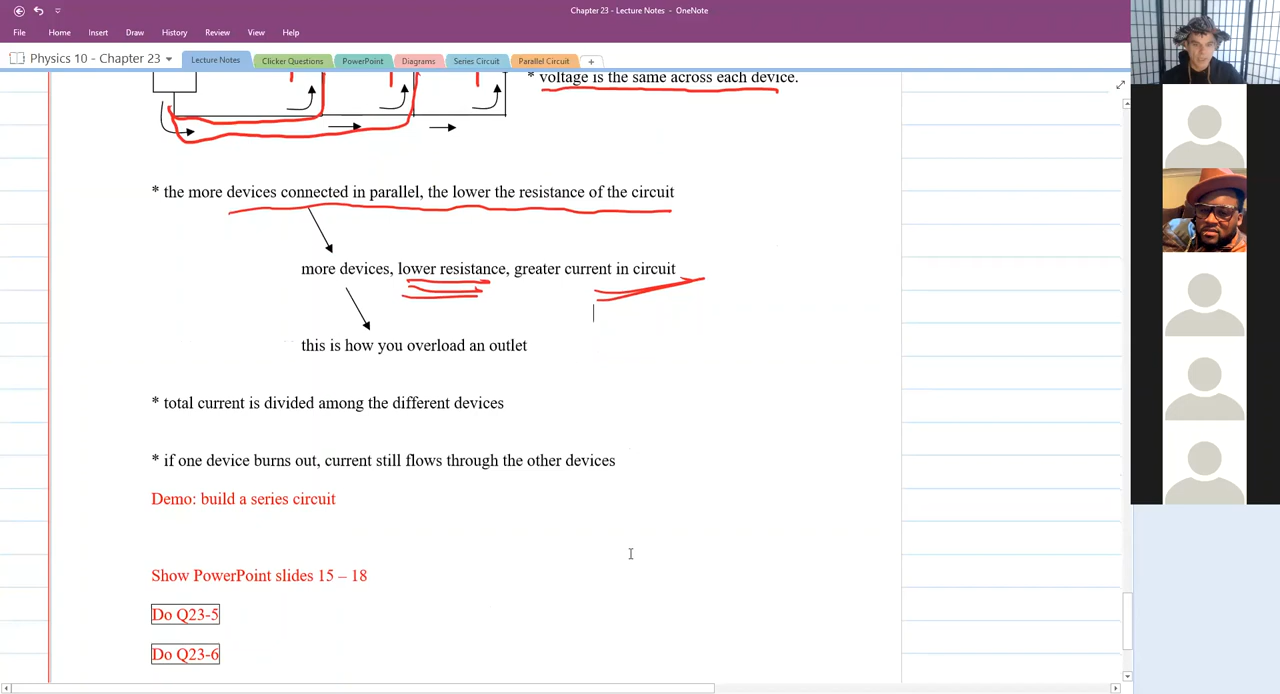 Chapter 23 - Lecture Notes - OneNote
File Home Insert Draw History Review View Help
Physics 10 - Chapter 23 Lecture Notes Clicker Questions PowerPoint Diagrams Series Circuit Parallel Circuit +
* voltage is the same across each device.
* the more devices connected in parallel, the lower the resistance of the circuit
more devices, lower resistance, greater current in circuit
this is how you overload an outlet
* total current is divided among the different devices
* if one device burns out, current still flows through the other devices
Demo: build a series circuit
Show PowerPoint slides 15 – 18
Do Q23-5
Do Q23-6